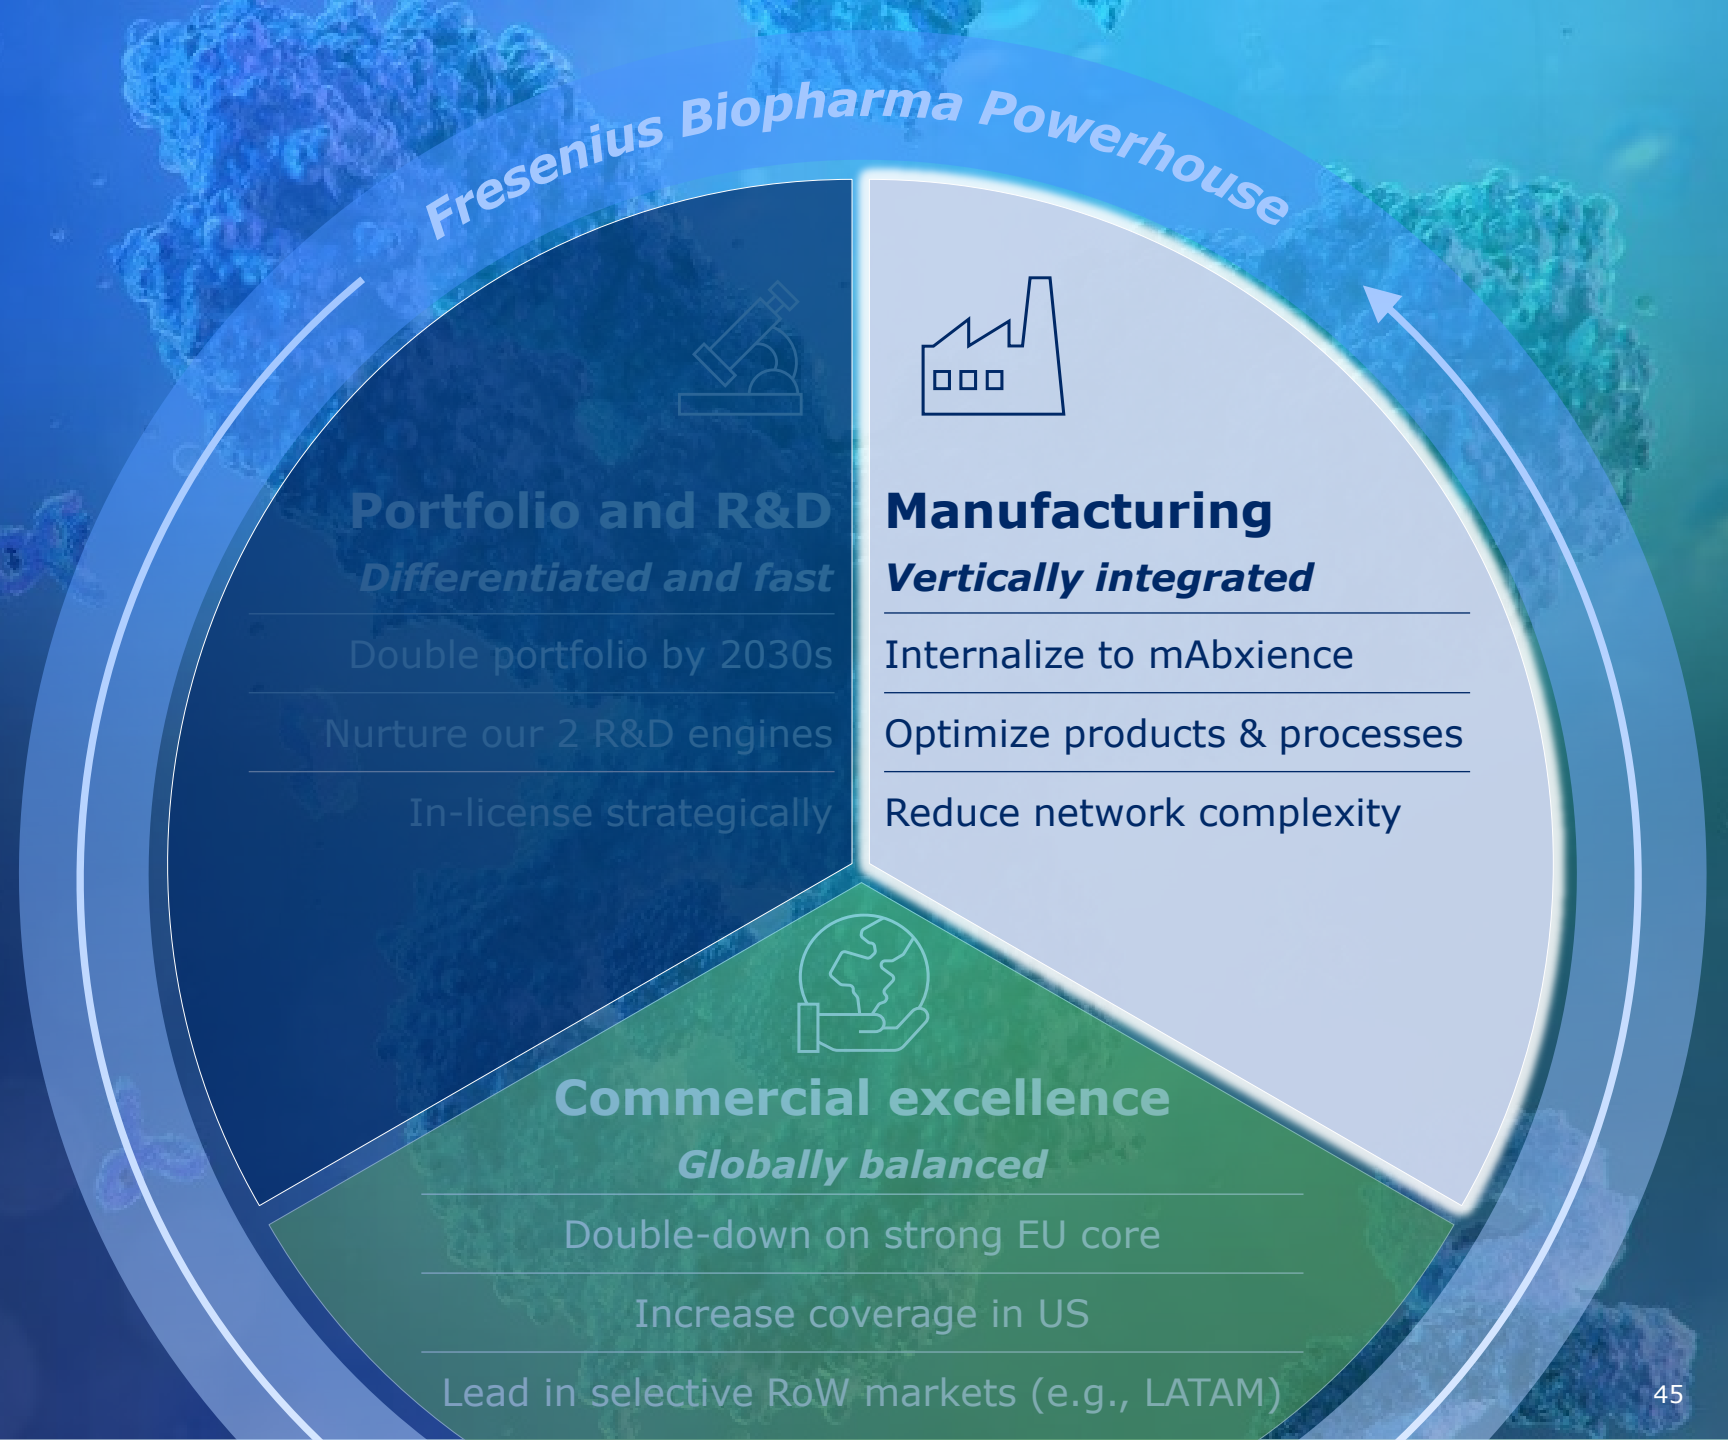 Fresenius Biopharma Powerhouse
Portfolio and R&D
Differentiated and fast
Double portfolio by 2030s
Nurture our 2 R&D engines
In-license strategically
Manufacturing
Vertically integrated
Internalize to mAbxience
Optimize products & processes
Reduce network complexity
Commercial excellence
Globally balanced
Double-down on strong EU core
Increase coverage in US
Lead in selective RoW markets (e.g., LATAM)
45